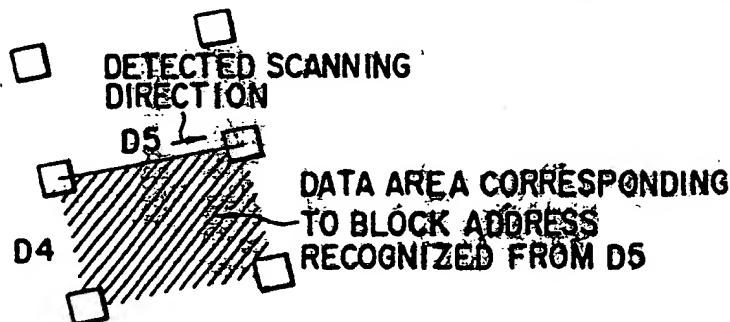 DETECTED SCANNING
DIRECTION
D5
DATA AREA CORRESPONDING
TO BLOCK ADDRESS
RECOGNIZED FROM D5
D4